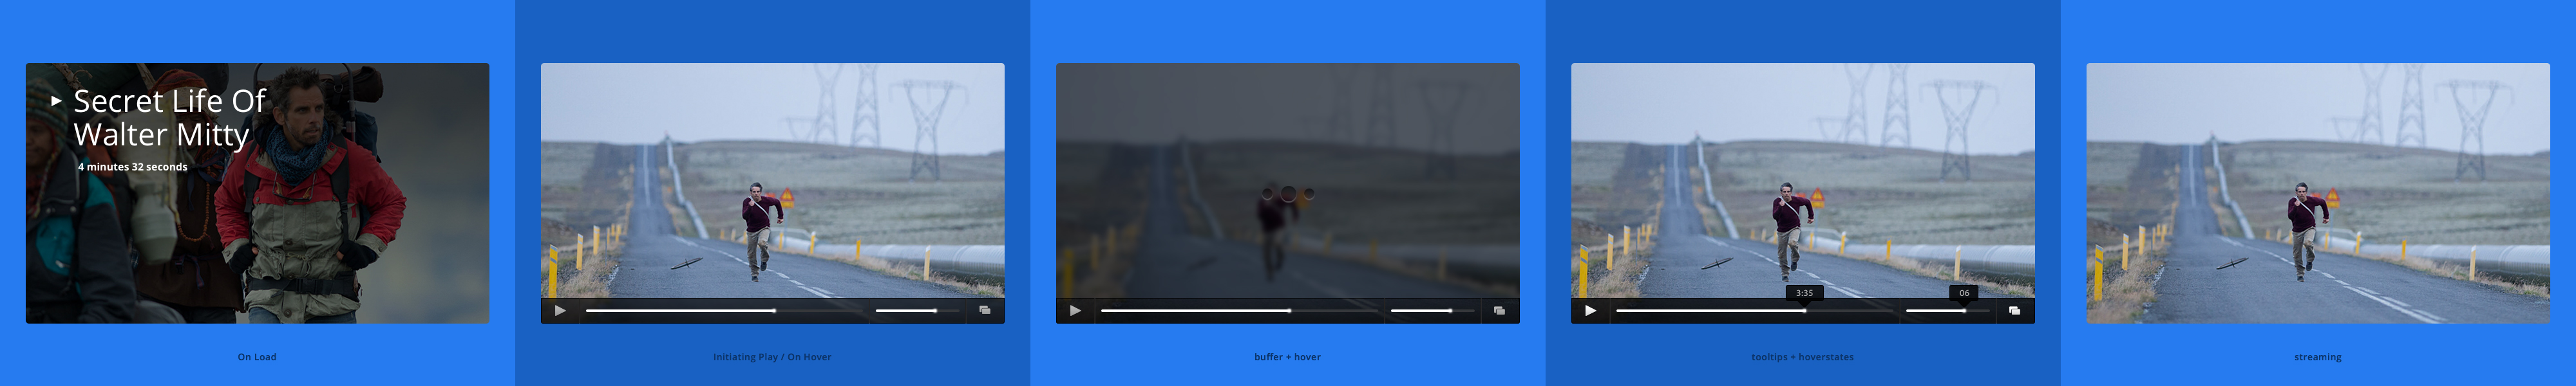 Secret Life Of
Walter Mitty
4 minutes 32 seconds
3:35
06
On Load
Initiating Play / On Hover
buffer + hover
tooltips + hoverstates
streaming